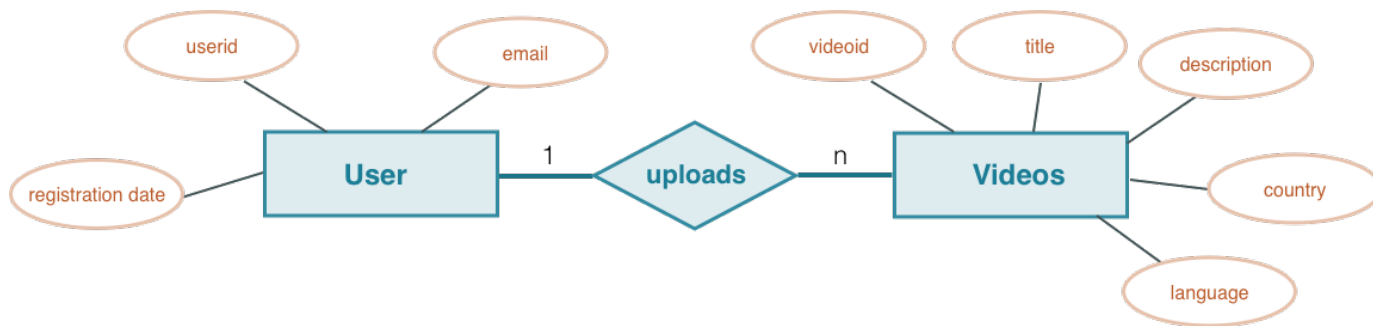 userid
email
videoid
title
description
User
1
uploads
n
Videos
registration date
country
language